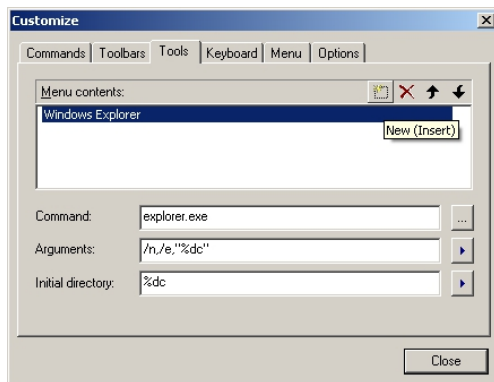 Customize
Commands Toolbars Tools Keyboard Menu Options
Menu contents:
Windows Explorer
New (Insert)
Command: explorer.exe ...
Arguments: /n,/e,"%dc"
Initial directory: %dc
Close